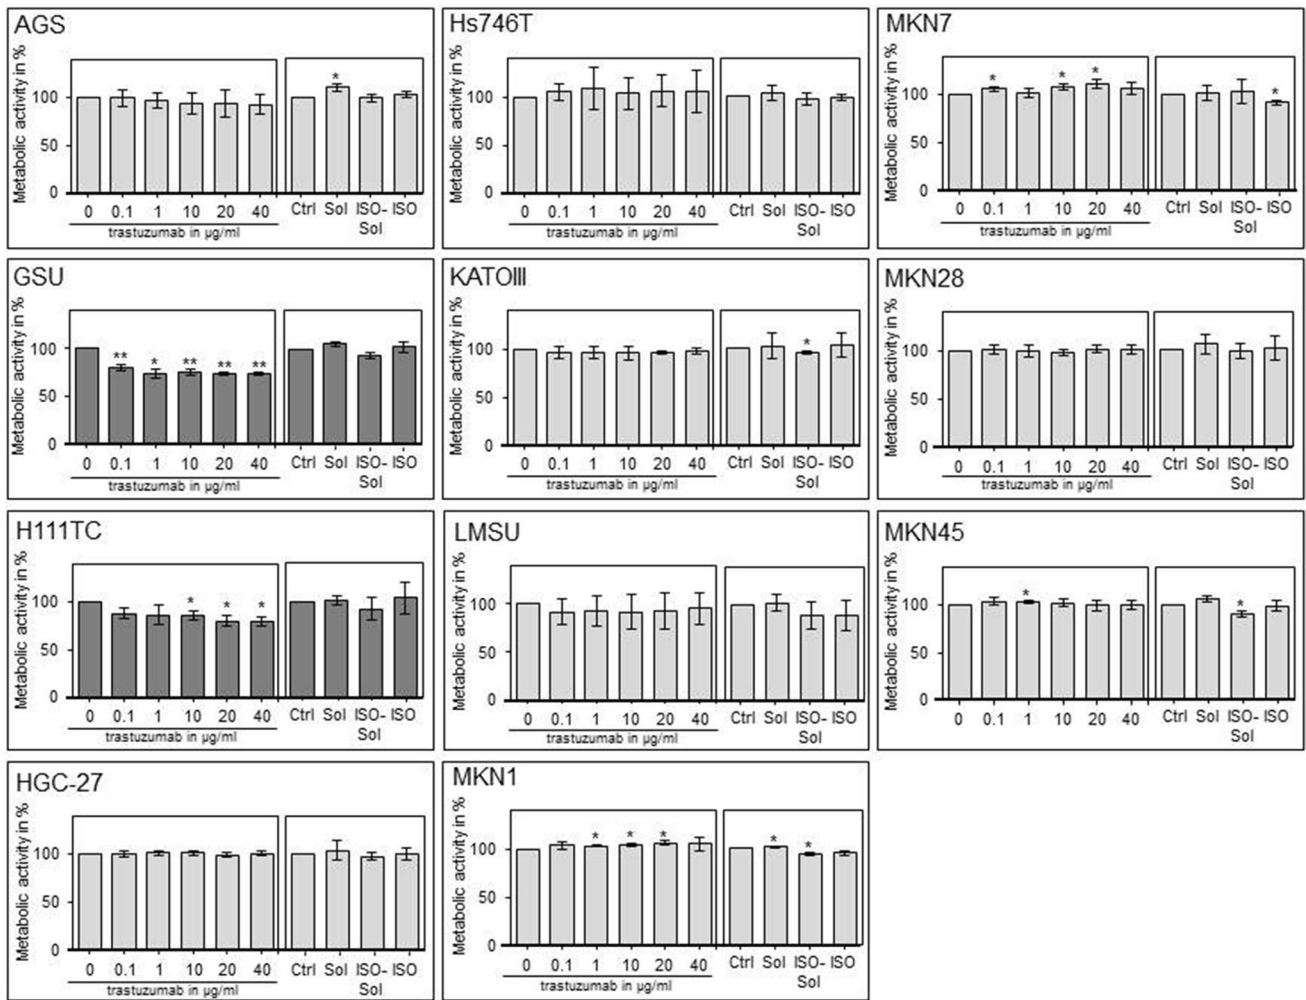 AGS
Metabolic activity in %
100
50
0
*
0 0.1 1 10 20 40
trastuzumab in µg/ml
Ctrl Sol ISO- ISO
Sol
Hs746T
Metabolic activity in %
100
50
0
0 0.1 1 10 20 40
trastuzumab in µg/ml
Ctrl Sol ISO- ISO
Sol
MKN7
Metabolic activity in %
100
50
0
* * * *
0 0.1 1 10 20 40
trastuzumab in µg/ml
Ctrl Sol ISO- ISO
Sol
GSU
Metabolic activity in %
100
50
0
** * ** ** **
0 0.1 1 10 20 40
trastuzumab in µg/ml
Ctrl Sol ISO- ISO
Sol
KATOIII
Metabolic activity in %
100
50
0
*
0 0.1 1 10 20 40
trastuzumab in µg/ml
Ctrl Sol ISO- ISO
Sol
MKN28
Metabolic activity in %
100
50
0
0 0.1 1 10 20 40
trastuzumab in µg/ml
Ctrl Sol ISO- ISO
Sol
H111TC
Metabolic activity in %
100
50
0
* * *
0 0.1 1 10 20 40
trastuzumab in µg/ml
Ctrl Sol ISO- ISO
Sol
LMSU
Metabolic activity in %
100
50
0
0 0.1 1 10 20 40
trastuzumab in µg/ml
Ctrl Sol ISO- ISO
Sol
MKN45
Metabolic activity in %
100
50
0
* *
0 0.1 1 10 20 40
trastuzumab in µg/ml
Ctrl Sol ISO- ISO
Sol
HGC-27
Metabolic activity in %
100
50
0
0 0.1 1 10 20 40
trastuzumab in µg/ml
Ctrl Sol ISO- ISO
Sol
MKN1
Metabolic activity in %
100
50
0
* * * * *
0 0.1 1 10 20 40
trastuzumab in µg/ml
Ctrl Sol ISO- ISO
Sol